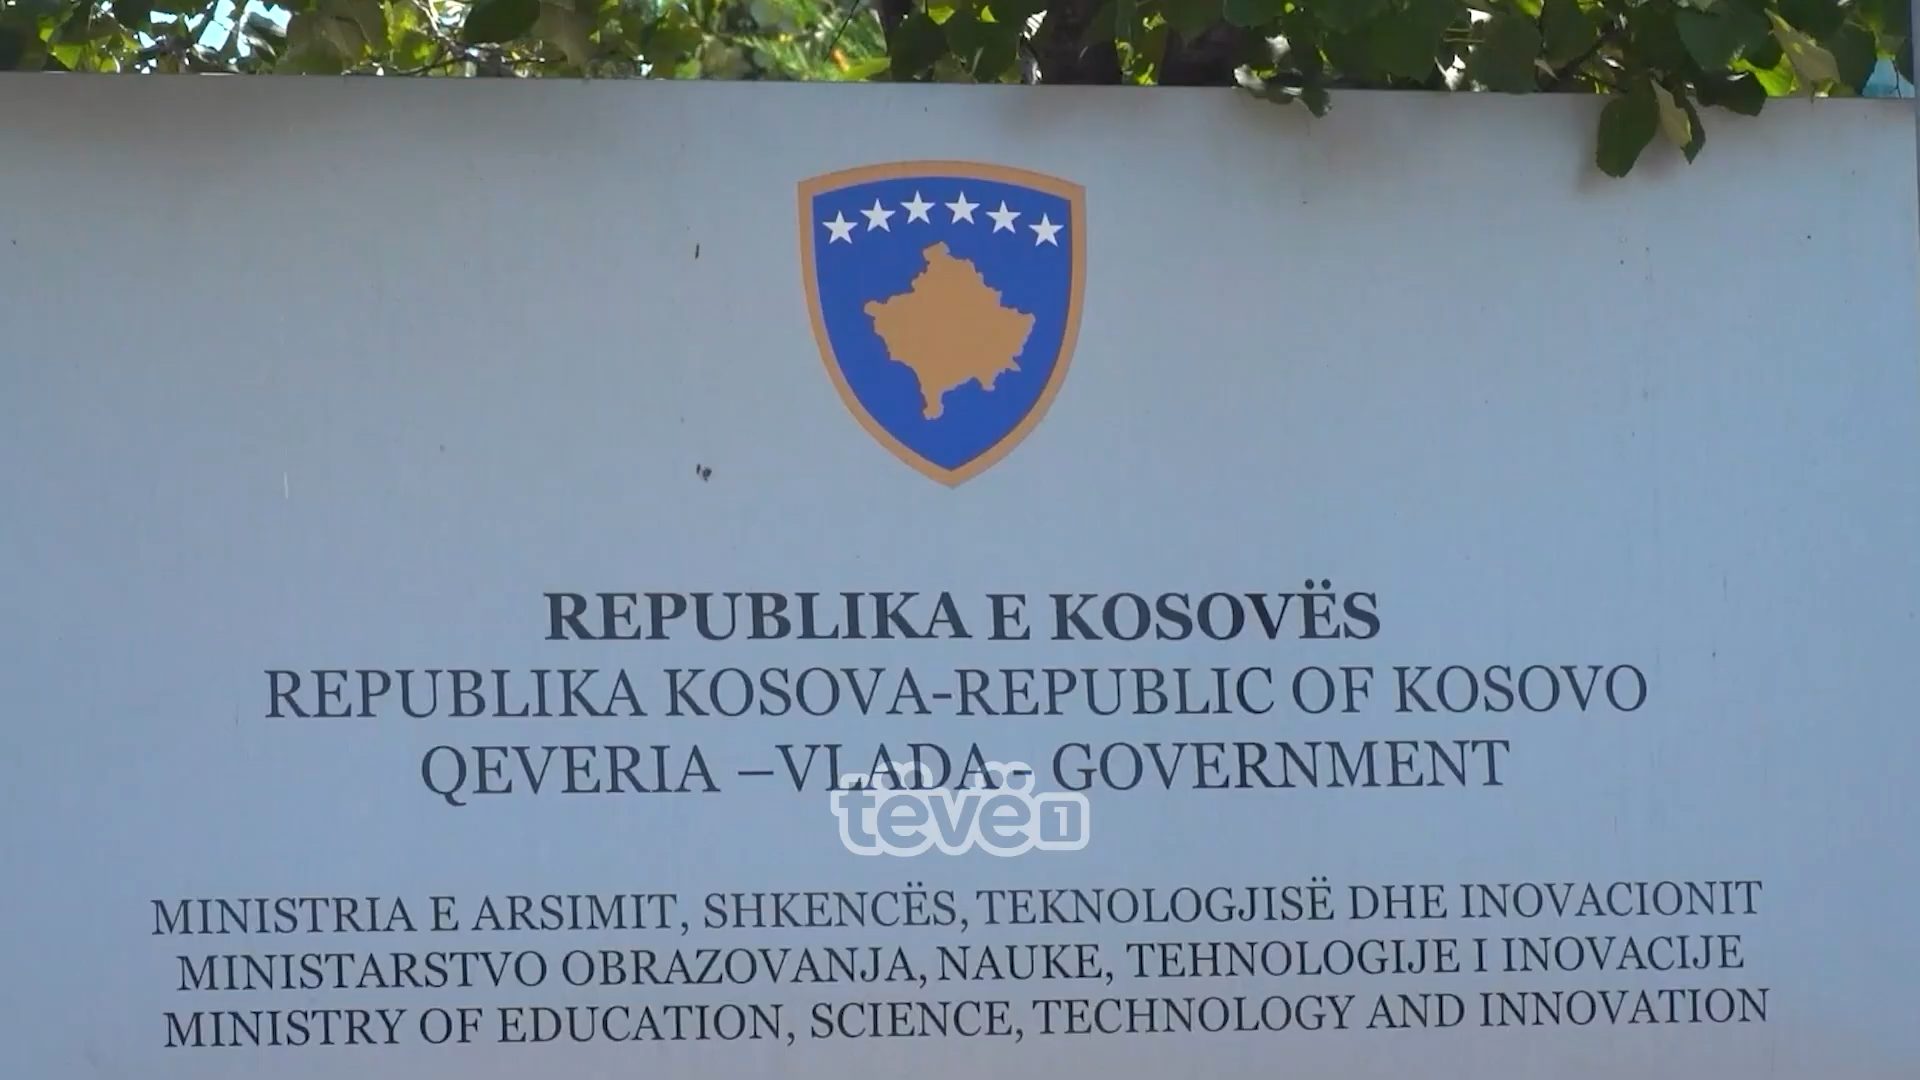 REPUBLIKA E KOSOVËS
REPUBLIKA KOSOVA-REPUBLIC OF KOSOVO
QEVERIA –VLADA- GOVERNMENT
tëvë1
MINISTRIA E ARSIMIT, SHKENCËS, TEKNOLOGJISË DHE INOVACIONIT
MINISTARSTVO OBRAZOVANJA, NAUKE, TEHNOLOGIJE I INOVACIJE
MINISTRY OF EDUCATION, SCIENCE, TECHNOLOGY AND INNOVATION